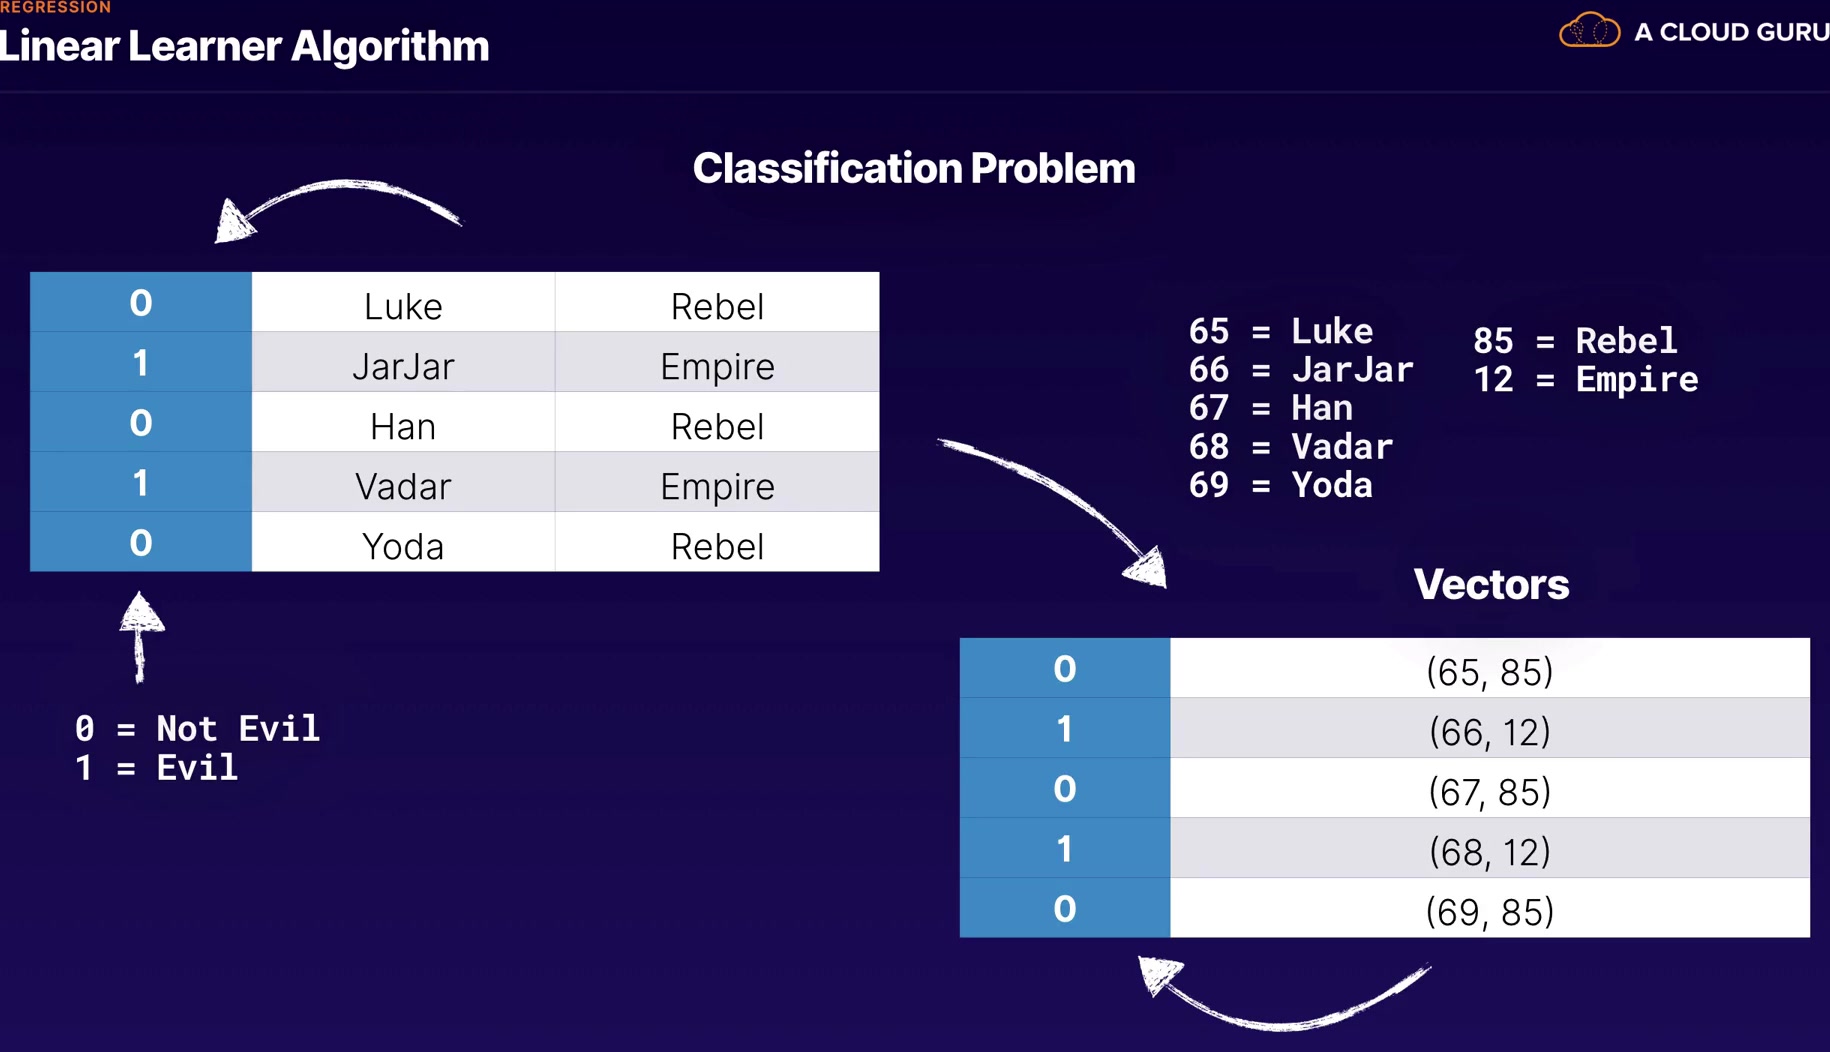 REGRESSION
Linear Learner Algorithm
A CLOUD GURU
Classification Problem
0 Luke Rebel
1 JarJar Empire
0 Han Rebel
1 Vadar Empire
0 Yoda Rebel
0 = Not Evil
1 = Evil
65 = Luke
66 = JarJar
67 = Han
68 = Vadar
69 = Yoda
85 = Rebel
12 = Empire
Vectors
0 (65, 85)
1 (66, 12)
0 (67, 85)
1 (68, 12)
0 (69, 85)